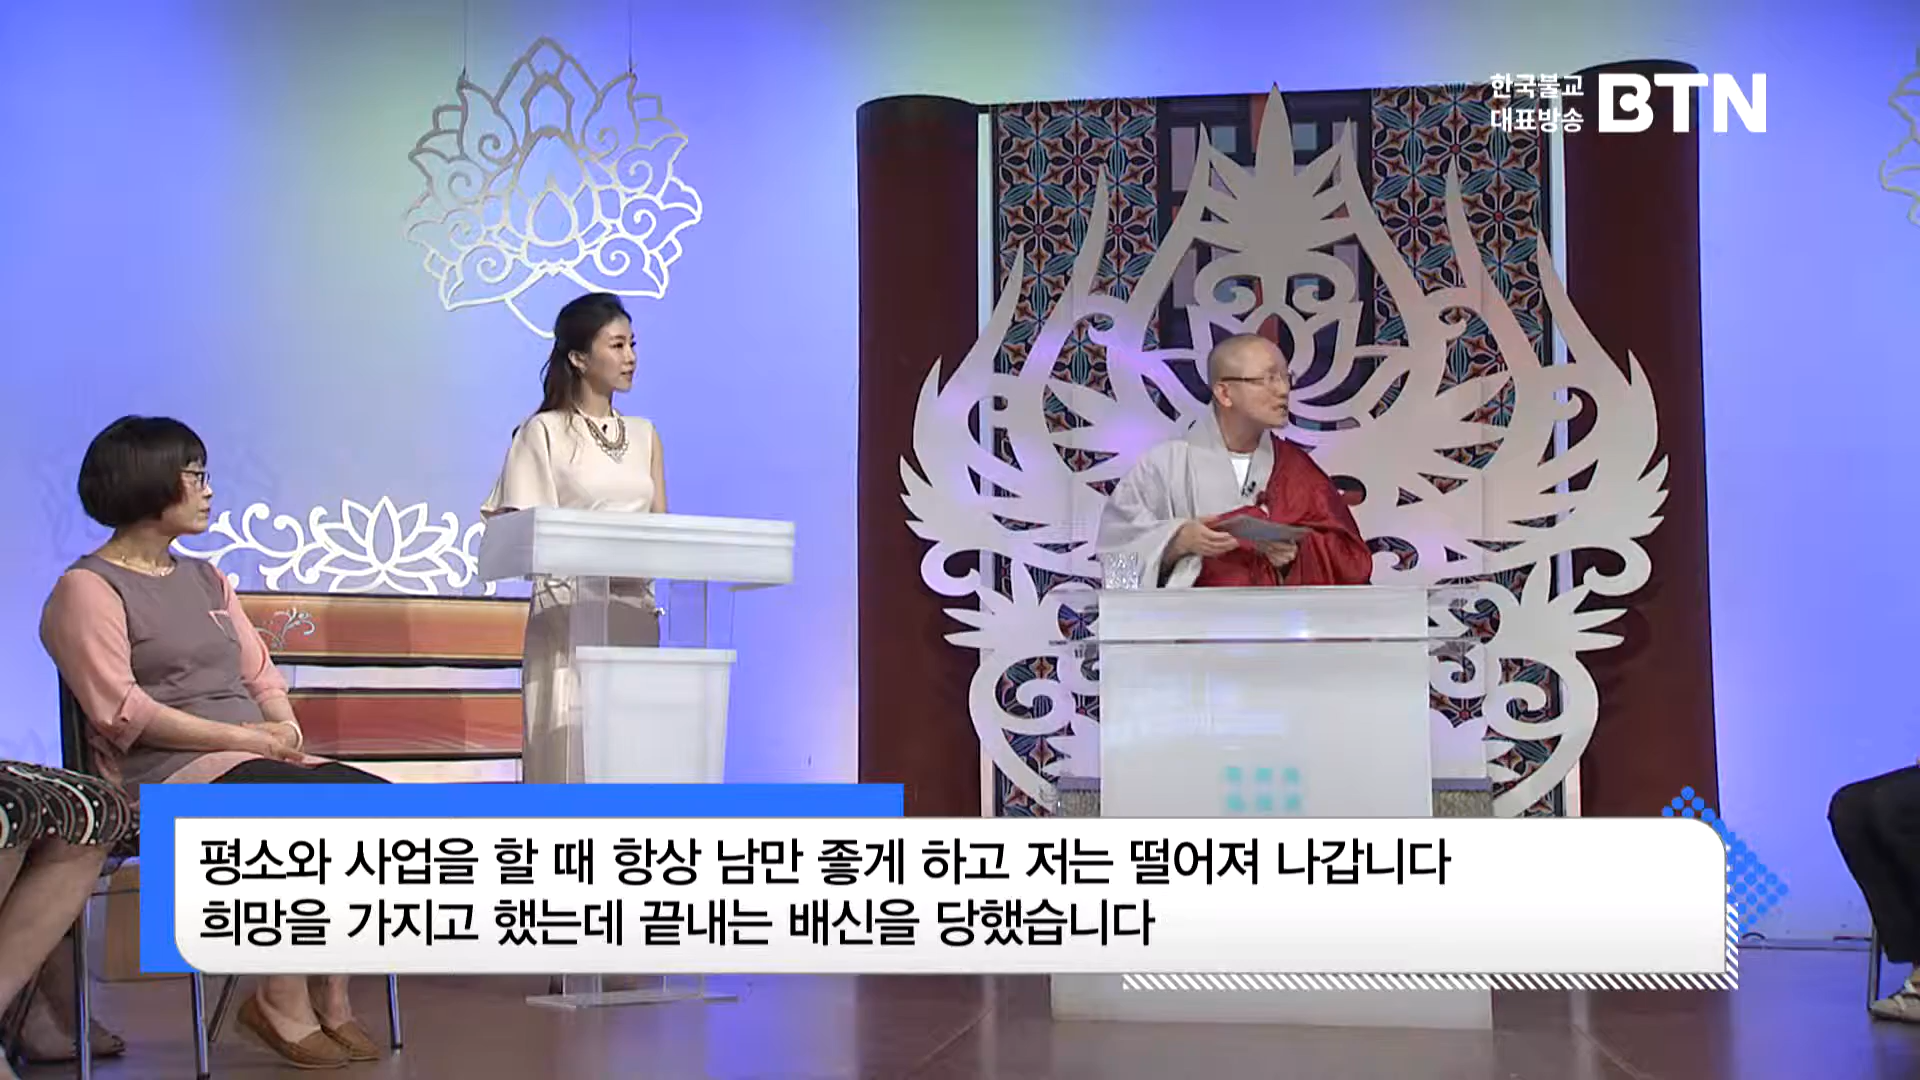 한국불교
대표방송 BTN
평소와 사업을 할 때 항상 남만 좋게 하고 저는 떨어져 나갑니다
희망을 가지고 했는데 끝내는 배신을 당했습니다